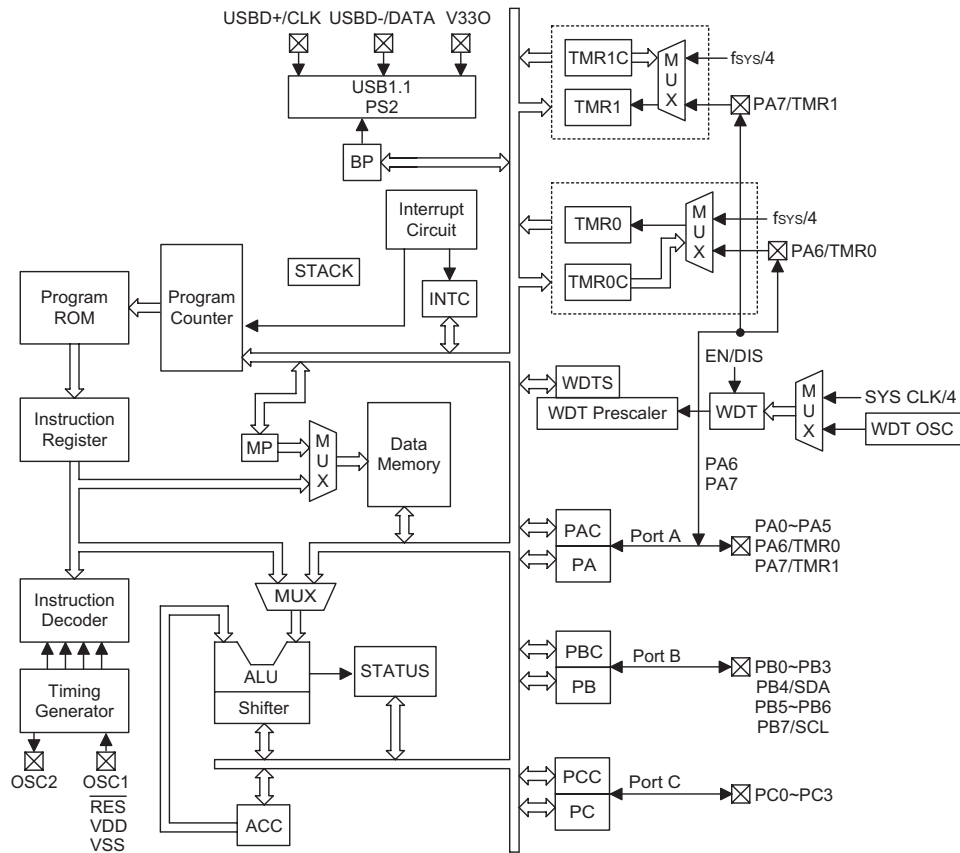 USBD+/CLK USBD-/DATA V33O
USB1.1
PS2
BP
TMR1C
TMR1
MUX
fSYS/4
PA7/TMR1
TMR0
TMR0C
MUX
fSYS/4
PA6/TMR0
Interrupt
Circuit
STACK
INTC
Program
ROM
Program
Counter
EN/DIS
WDTS
WDT Prescaler
WDT
MUX
SYS CLK/4
WDT OSC
Instruction
Register
MP
MUX
Data
Memory
PA6
PA7
PAC
PA
Port A
PA0~PA5
PA6/TMR0
PA7/TMR1
Instruction
Decoder
MUX
ALU
Shifter
STATUS
PBC
PB
Port B
PB0~PB3
PB4/SDA
PB5~PB6
PB7/SCL
Timing
Generator
OSC2
OSC1
RES
VDD
VSS
ACC
PCC
PC
Port C
PC0~PC3